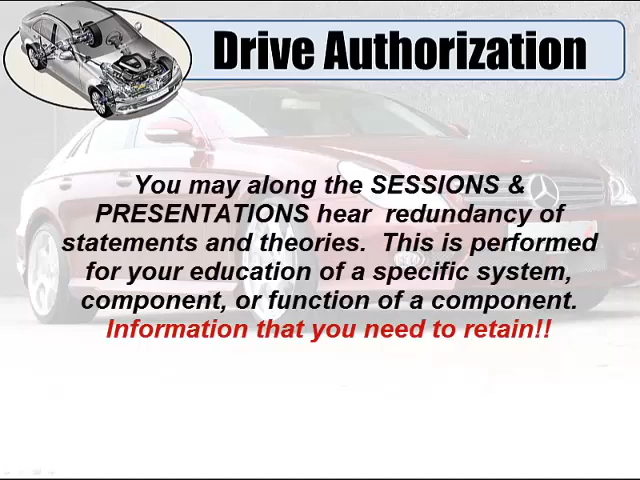 Drive Authorization
You may along the SESSIONS &
PRESENTATIONS hear redundancy of
statements and theories. This is performed
for your education of a specific system,
component, or function of a component.
Information that you need to retain!!